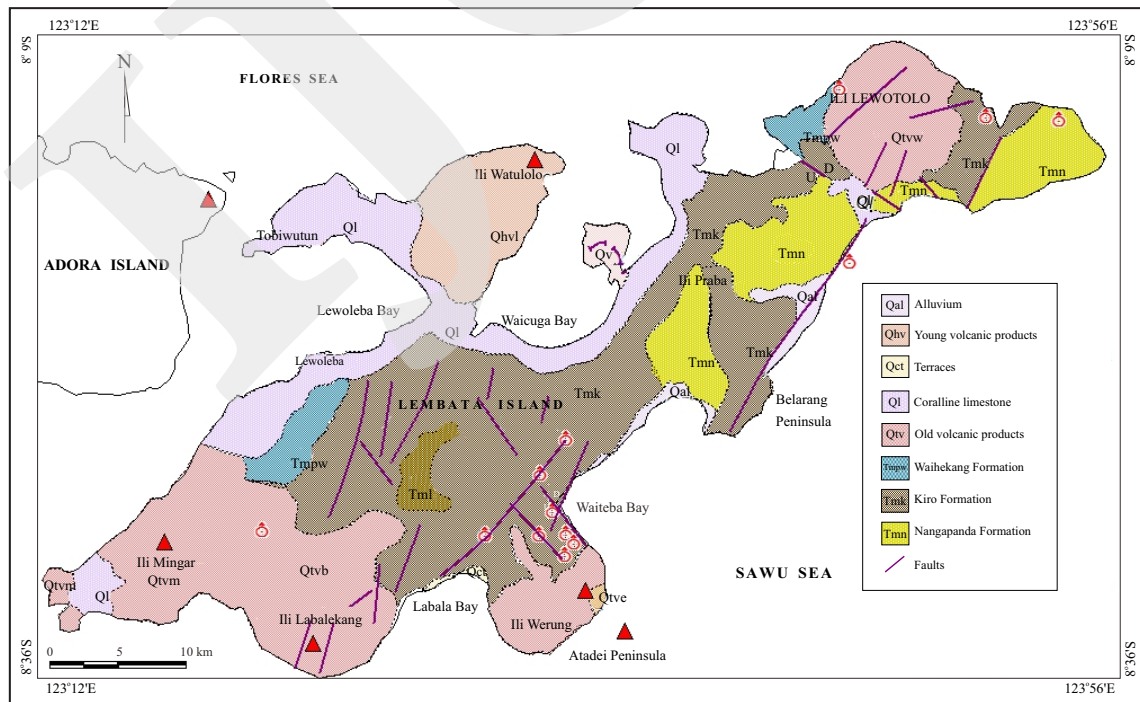 123°12'E
123°56'E
8° 9'S
8° 9'S
N
FLORES SEA
ILI LEWOTOLO
Ql
Tmpw
Qtvw
Ili Watulolo
U D
Tmk
Tmn
Tmn
Ql
Tobiwutun
Ql
Qhvl
Tmk
Qv
Tmn
ADORA ISLAND
Ili Praba
Lewoleba Bay
Waicuga Bay
Qal
Ql
Lewoleba
Tmn
Tmk
LEMBATA ISLAND
Tmk
Qal
Belarang
Peninsula
Tmpw
Tml
Waiteba Bay
Ili Mingar
Qtvm
Qtvb
SAWU SEA
Qtvm
Ql
Qct
Labala Bay
Qtve
Ili Labalekang
Ili Werung
Atadei Peninsula
0 5 10 km
8° 36'S
8° 36'S
123°12'E
123°56'E
Qal Alluvium
Qhv Young volcanic products
Qct Terraces
Ql Coralline limestone
Qtv Old volcanic products
Tmpw Waihekang Formation
Tmk Kiro Formation
Tmn Nangapanda Formation
Faults